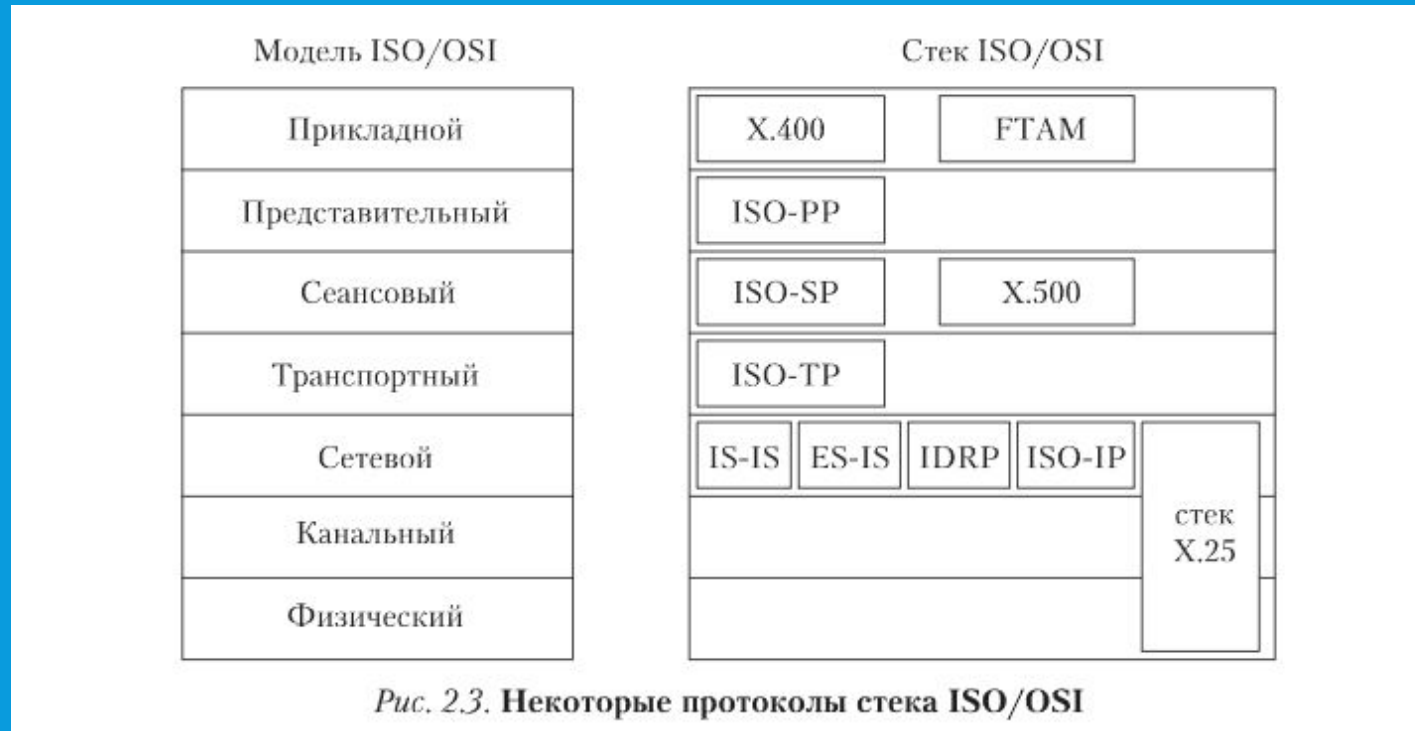 Модель ISO/OSI
Стек ISO/OSI
Прикладной
X.400
FTAM
Представительный
ISO-PP
Сеансовый
ISO-SP
X.500
Транспортный
ISO-TP
Сетевой
IS-IS
ES-IS
IDRP
ISO-IP
стек
X.25
Канальный
Физический
Рис. 2.3. Некоторые протоколы стека ISO/OSI